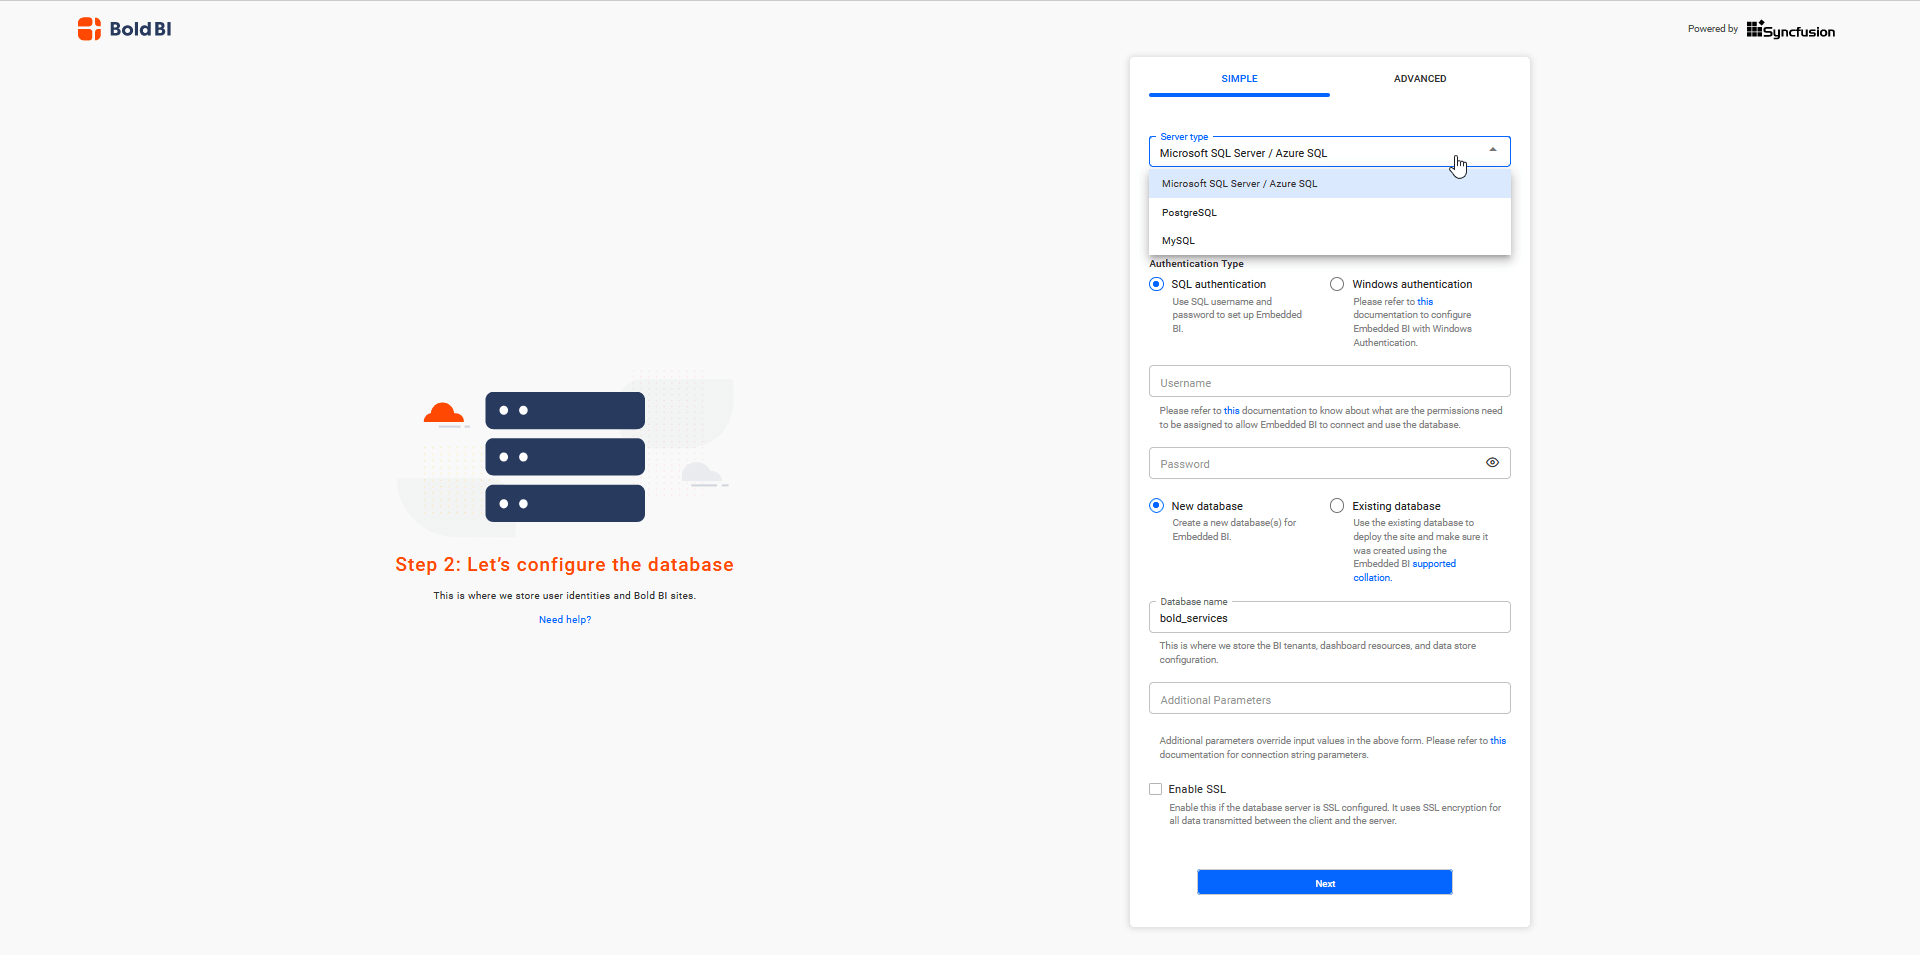 Bold BI
Powered by Syncfusion
SIMPLE
ADVANCED
Server type
Microsoft SQL Server / Azure SQL
Microsoft SQL Server / Azure SQL
PostgreSQL
MySQL
Authentication Type
SQL authentication
Use SQL username and
password to set up Embedded
BI.
Windows authentication
Please refer to this
documentation to configure
Embedded BI with Windows
Authentication.
Username
Please refer to this documentation to know about what are the permissions need
to be assigned to allow Embedded BI to connect and use the database.
Password
New database
Create a new database(s) for
Embedded BI.
Existing database
Use the existing database to
deploy the site and make sure it
was created using the
Embedded BI supported
collation.
Database name
bold_services
This is where we store the BI tenants, dashboard resources, and data store
configuration.
Additional Parameters
Additional parameters override input values in the above form. Please refer to this
documentation for connection string parameters.
Enable SSL
Enable this if the database server is SSL configured. It uses SSL encryption for
all data transmitted between the client and the server.
Next
Step 2: Let's configure the database
This is where we store user identities and Bold BI sites.
Need help?